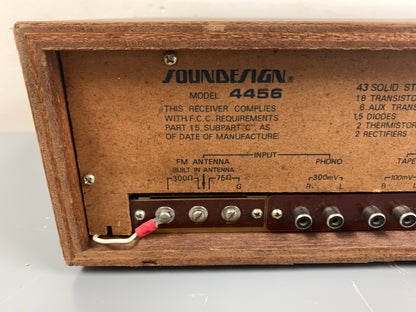 SOUNDESIGN®
MODEL 4456
THIS RECEIVER COMPLIES
WITH F.C.C. REQUIREMENTS
PART 15, SUBPART "C", AS
OF DATE OF MANUFACTURE.
43 SOLID ST
18 TRANSISTO
6 AUX TRANS
15 DIODES
2 THERMISTOR
2 RECTIFIERS
INPUT
FM ANTENNA
PHONO
TAPE
BUILT IN ANTENNA
300Ω
75Ω
300mV
100mV
G
R
L
R